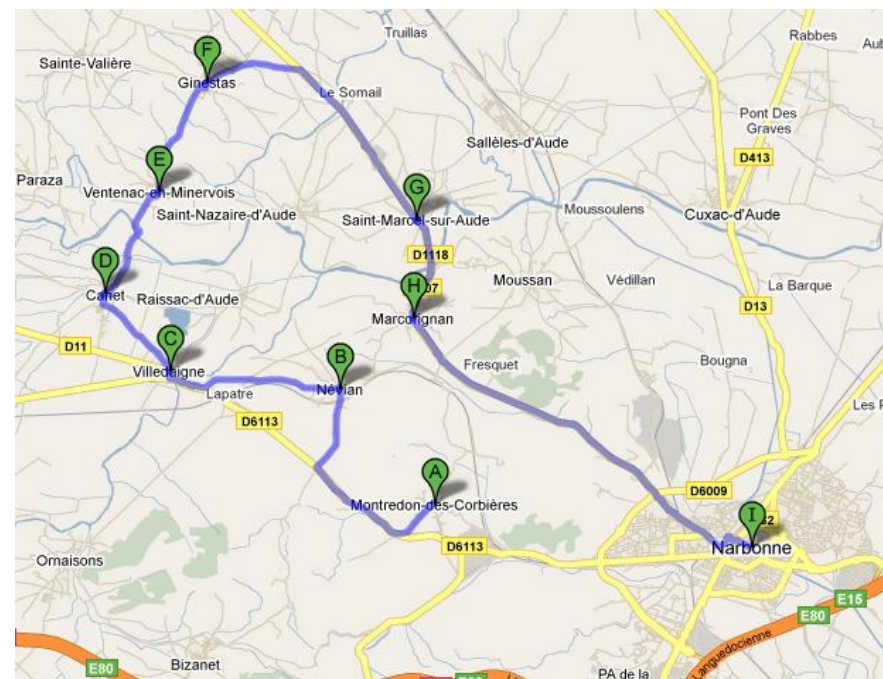 Truillas
Rabbes
F
Sainte-Valière
Ginestas
Le Somail
Pont Des
Graves
Sallèles-d'Aude
D413
E
Paraza
Ventenac-en-Minervois
G
Saint-Nazaire-d'Aude
Saint-Marcel-sur-Aude
Moussoulens
Cuxac-d'Aude
D1118
D
Canet
Raissac-d'Aude
H
07
Moussan
Védillan
La Barque
Marcorignan
D13
D11
C
B
Villedaigne
Névian
Fresquet
Bougna
Lapatre
D6113
A
Montredon-des-Corbières
D6009
I
62
Narbonne
D6113
Ornaisons
E15
E80
Languedocienne
E80
Bizanet
PA de la